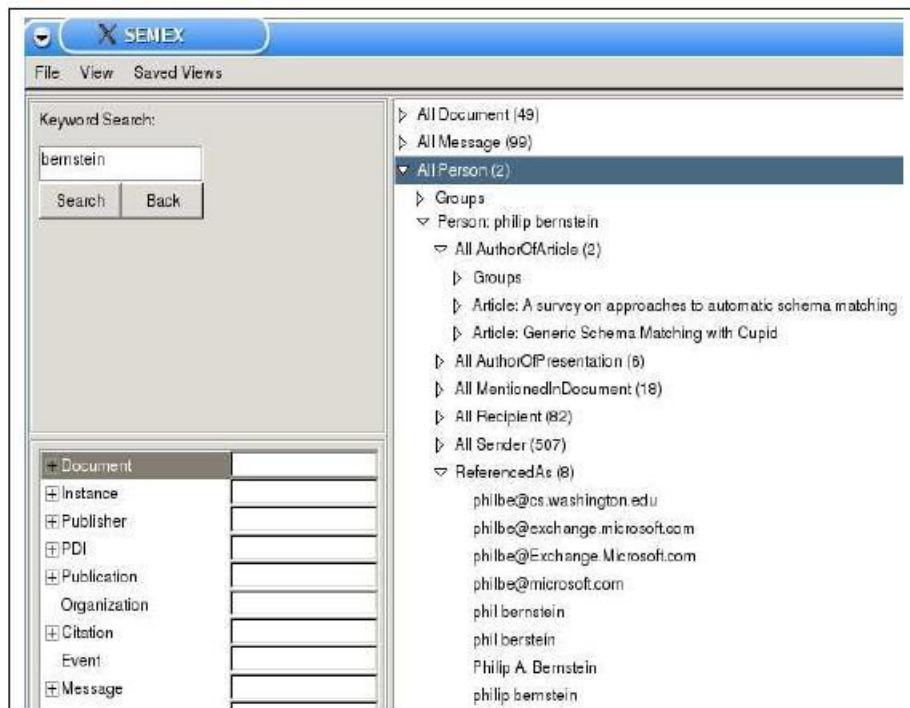 SEMEX
File View Saved Views
Keyword Search:
bernstein
Search Back
Document
Instance
Publisher
PDI
Publication
Organization
Citation
Event
Message
All Document (49)
All Message (99)
All Person (2)
Groups
Person: philip bernstein
All AuthorOfArticle (2)
Groups
Article: A survey on approaches to automatic schema matching
Article: Generic Schema Matching with Cupid
All AuthorOfPresentation (6)
All MentionedInDocument (18)
All Recipient (82)
All Sender (507)
ReferencedAs (8)
philbe@cs.washington.edu
philbe@exchange.microsoft.com
philbe@Exchange.Microsoft.com
philbe@microsoft.com
phil bernstein
phil berstein
Philip A. Bernstein
philip bernstein